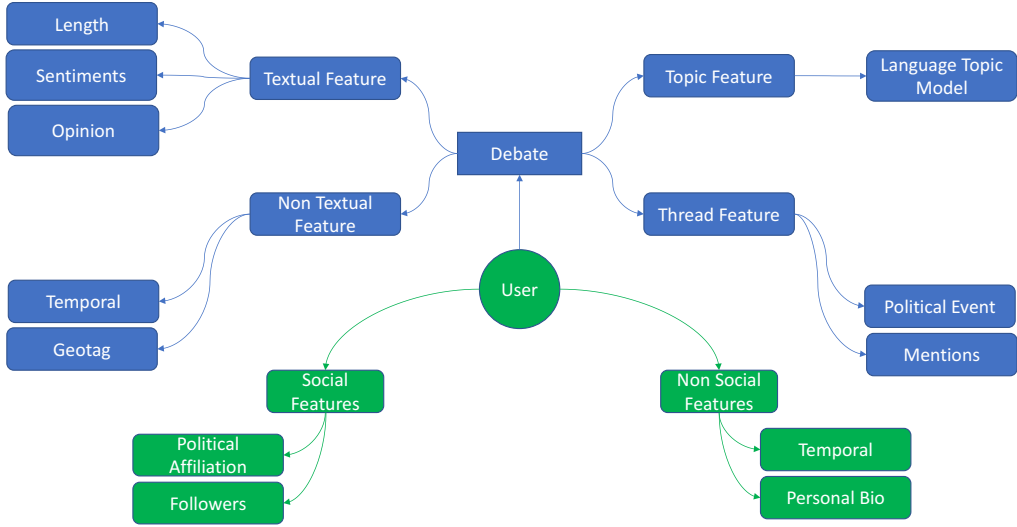 Length
Sentiments
Opinion
Textual Feature
Topic Feature
Language Topic
Model
Debate
Non Textual
Feature
Thread Feature
Temporal
Geotag
User
Political Event
Mentions
Social
Features
Non Social
Features
Political
Affiliation
Followers
Temporal
Personal Bio